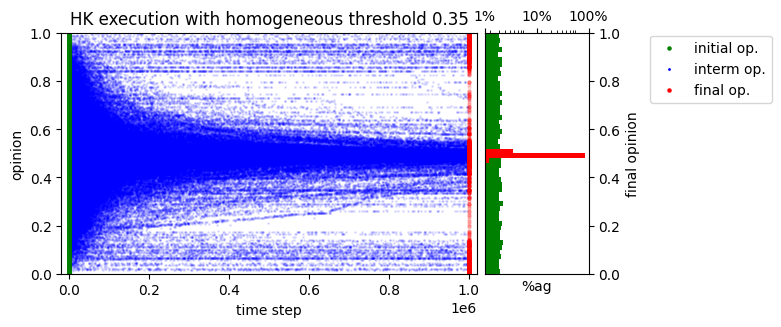 HK execution with homogeneous threshold 0.35
1% 10% 100%
1.0 1.0
0.8 0.8
0.6 0.6
0.4 0.4
0.2 0.2
0.0 0.0
opinion
final opinion
0.0 0.2 0.4 0.6 0.8 1.0
1e6
time step
%ag
initial op.
interm op.
final op.